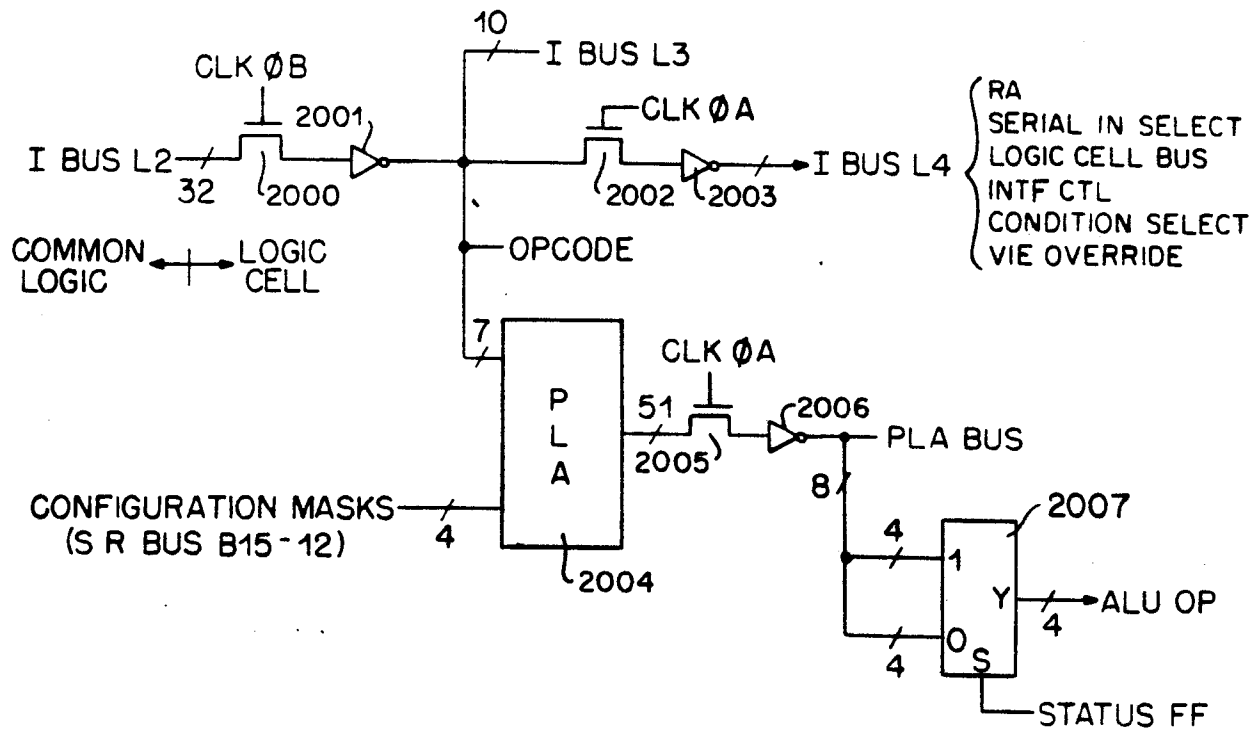 10
I BUS L3
CLK ØB
2001
CLK ØA
I BUS L2
32
2000
2002
2003
I BUS L4
RA
SERIAL IN SELECT
LOGIC CELL BUS
INTF CTL
CONDITION SELECT
VIE OVERRIDE
COMMON LOGIC
LOGIC CELL
OPCODE
7
PLA
CLK ØA
51
2005
2006
PLA BUS
8
CONFIGURATION MASKS
(SR BUS B15-12)
4
2004
2007
4
1
Y
4
ALU OP
4
0
S
STATUS FF